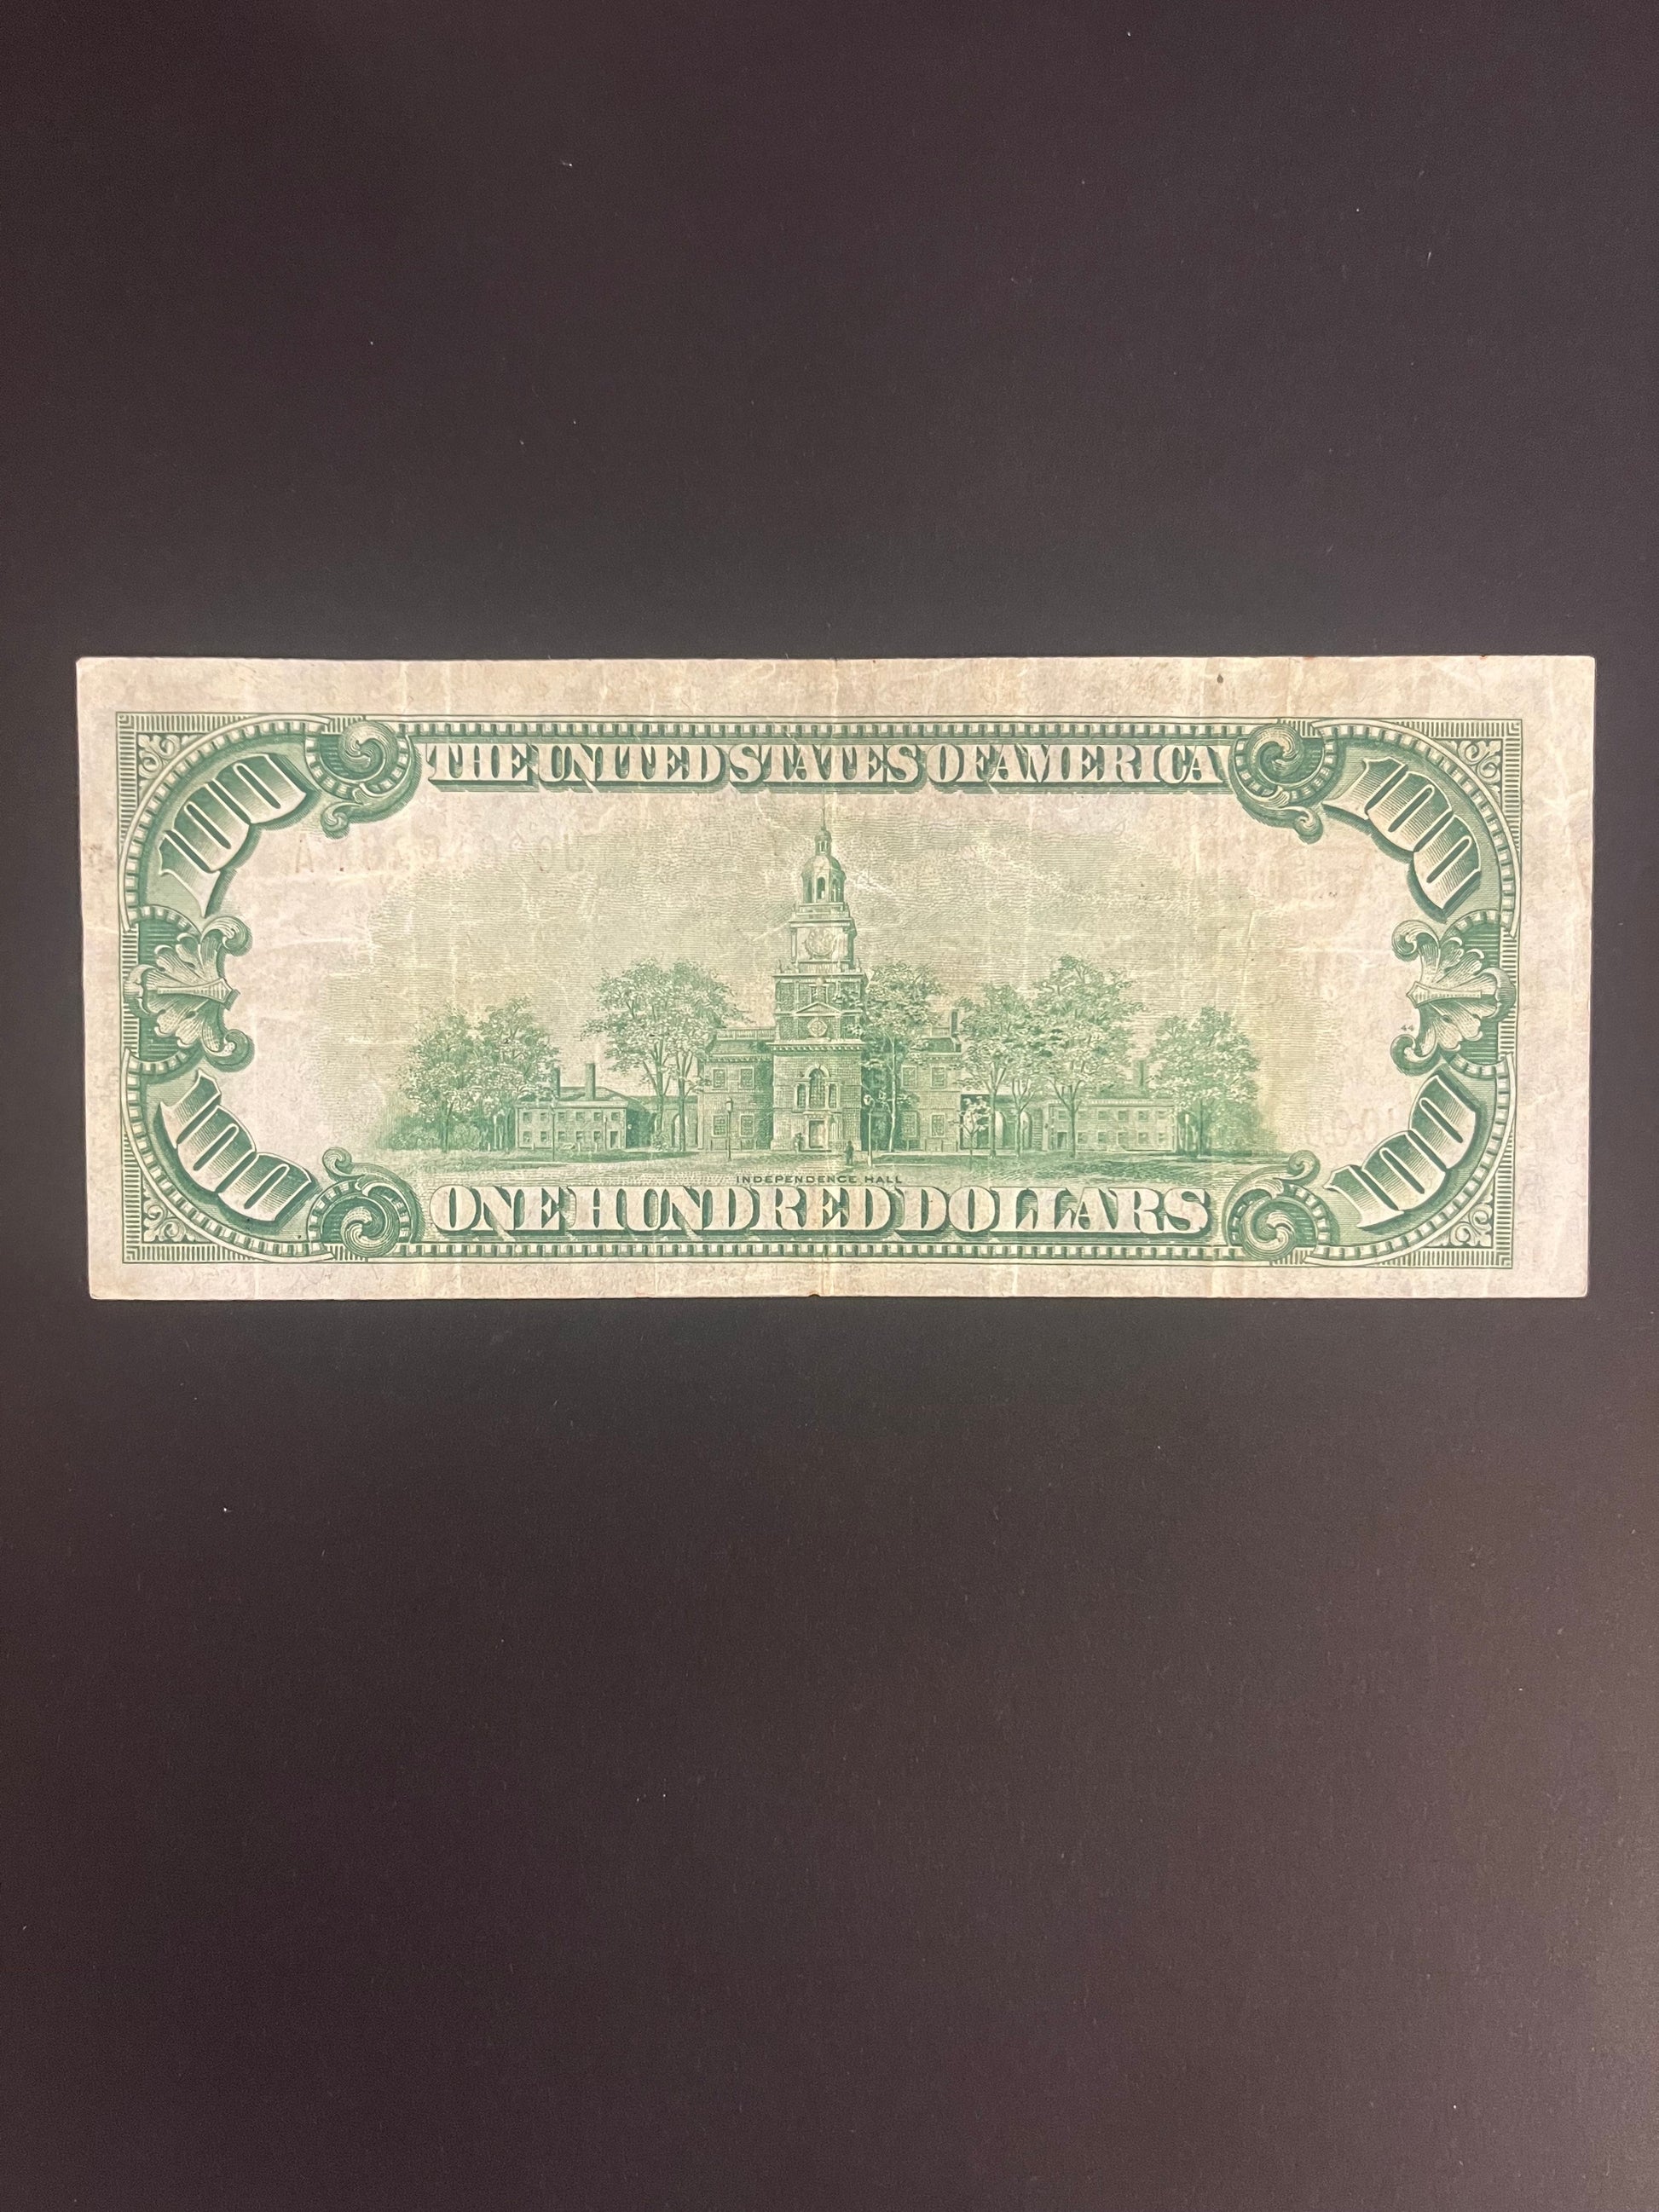 100 THE UNITED STATES OF AMERICA 100
INDEPENDENCE HALL
100 ONE HUNDRED DOLLARS 100